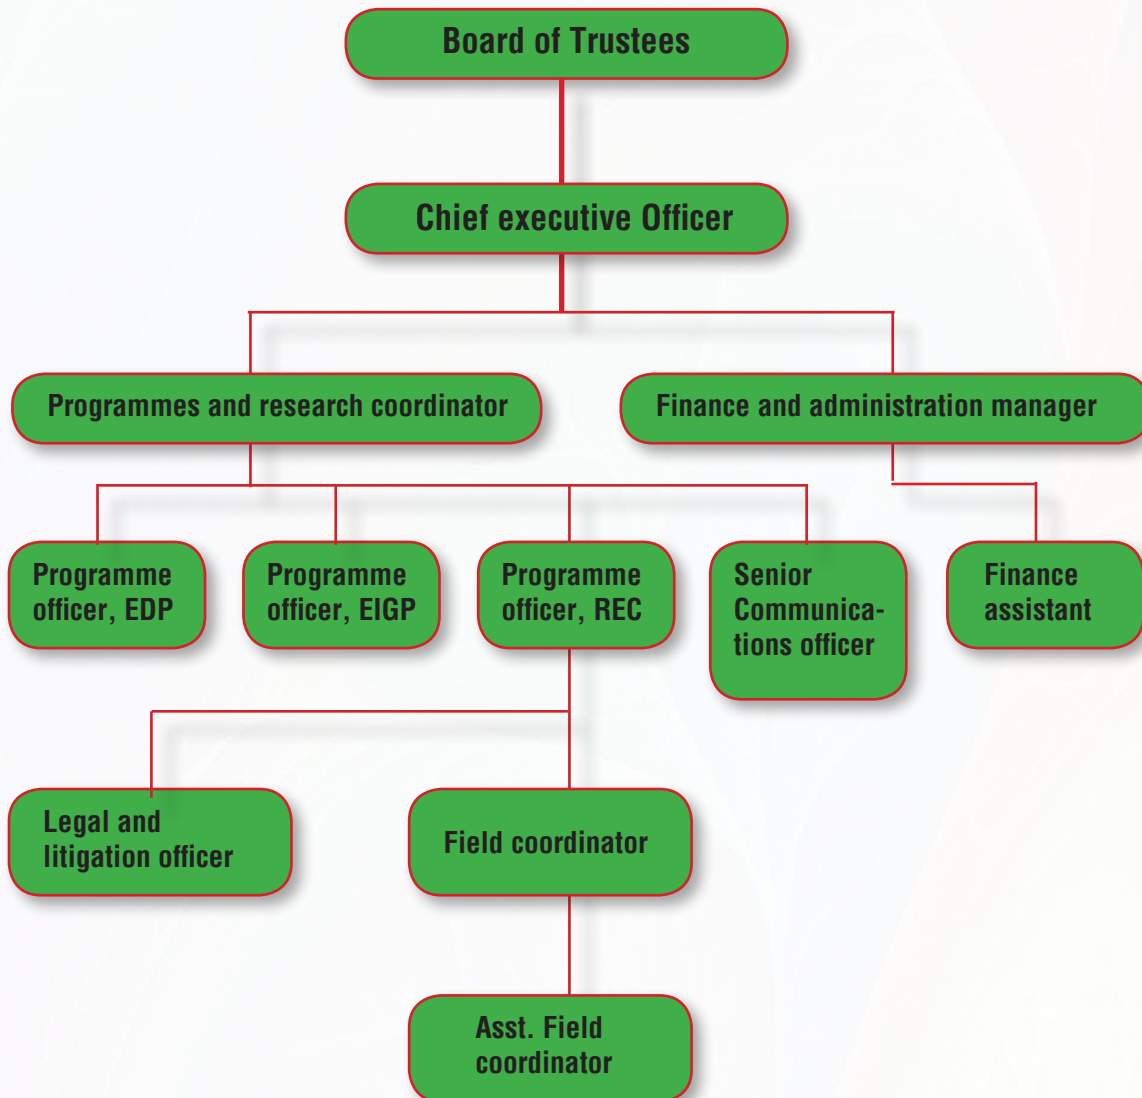 Board of Trustees
Chief executive Officer
Programmes and research coordinator
Finance and administration manager
Programme
officer, EDP
Programme
officer, EIGP
Programme
officer, REC
Senior
Communica-
tions officer
Finance
assistant
Legal and
litigation officer
Field coordinator
Asst. Field
coordinator